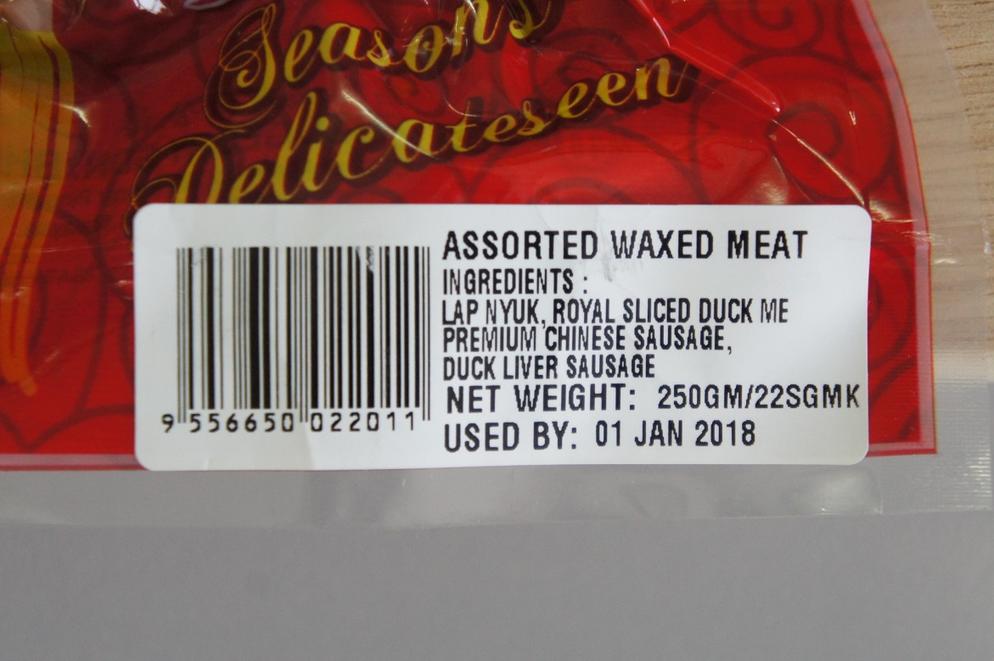 Season's
Delicateseen
ASSORTED WAXED MEAT
INGREDIENTS :
LAP NYUK, ROYAL SLICED DUCK ME
PREMIUM CHINESE SAUSAGE,
DUCK LIVER SAUSAGE
NET WEIGHT: 250GM/22SGMK
USED BY: 01 JAN 2018
9 556650 022011